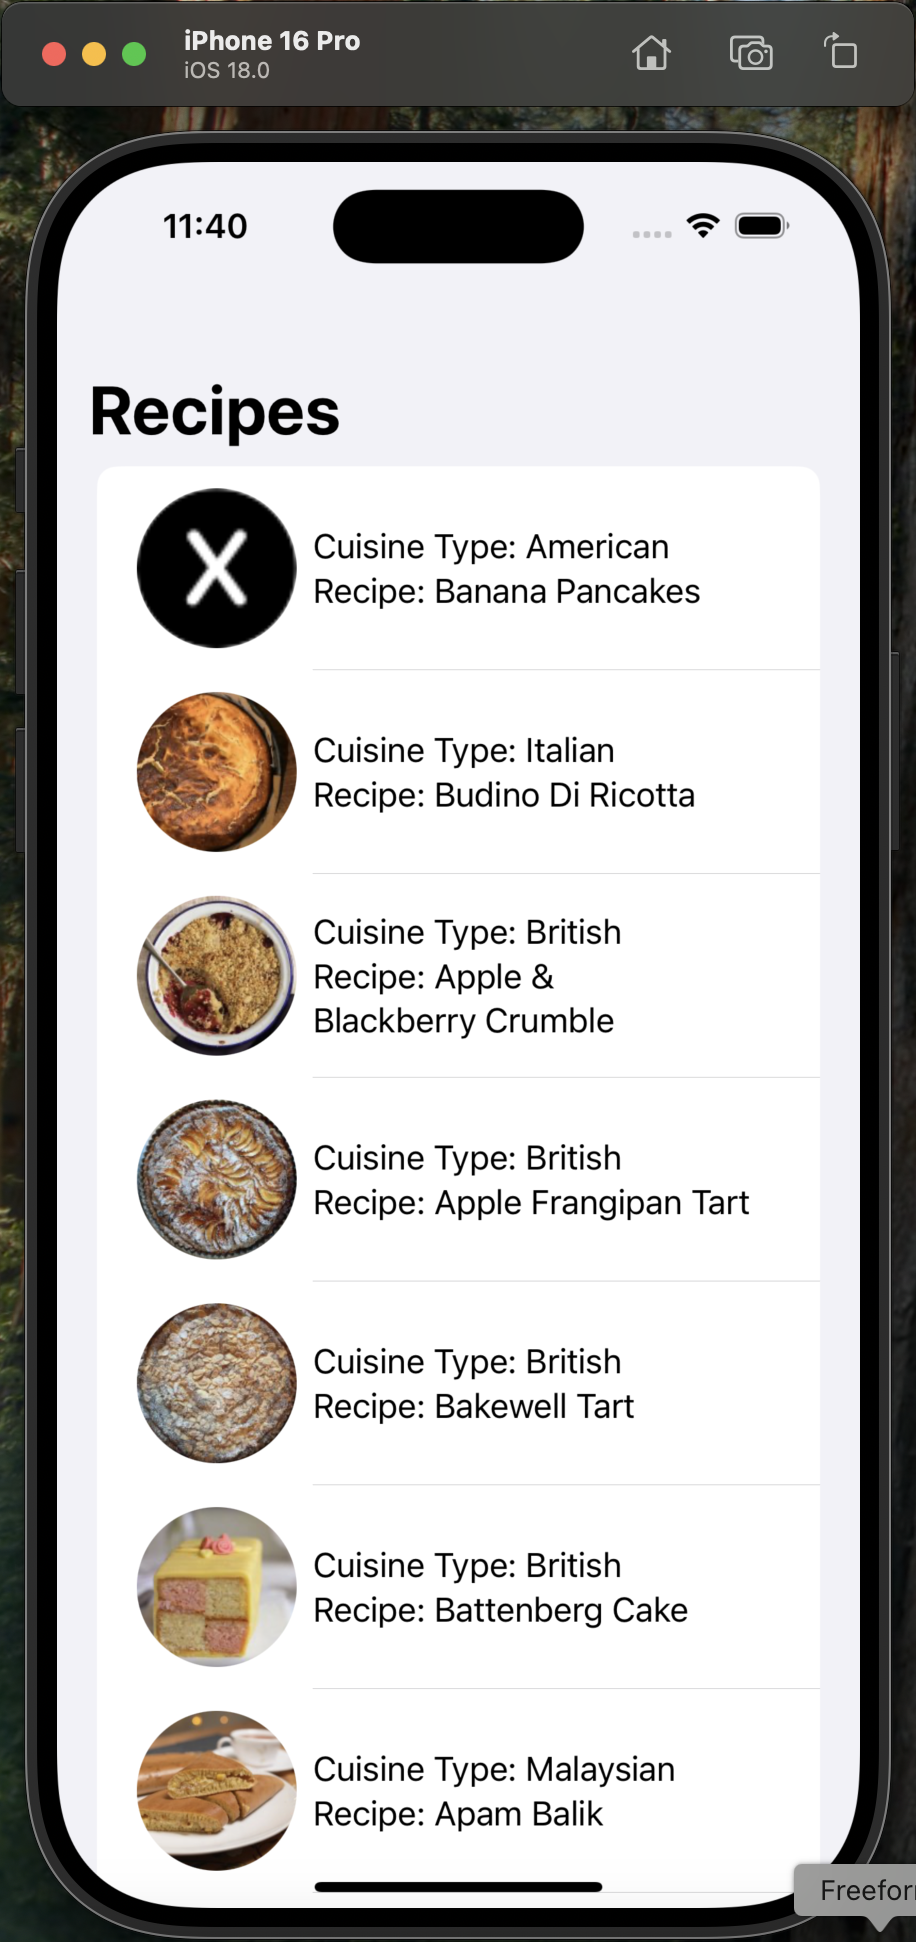 iPhone 16 Pro
iOS 18.0
11:40
Recipes
X
Cuisine Type: American
Recipe: Banana Pancakes
Cuisine Type: Italian
Recipe: Budino Di Ricotta
Cuisine Type: British
Recipe: Apple &
Blackberry Crumble
Cuisine Type: British
Recipe: Apple Frangipan Tart
Cuisine Type: British
Recipe: Bakewell Tart
Cuisine Type: British
Recipe: Battenberg Cake
Cuisine Type: Malaysian
Recipe: Apam Balik